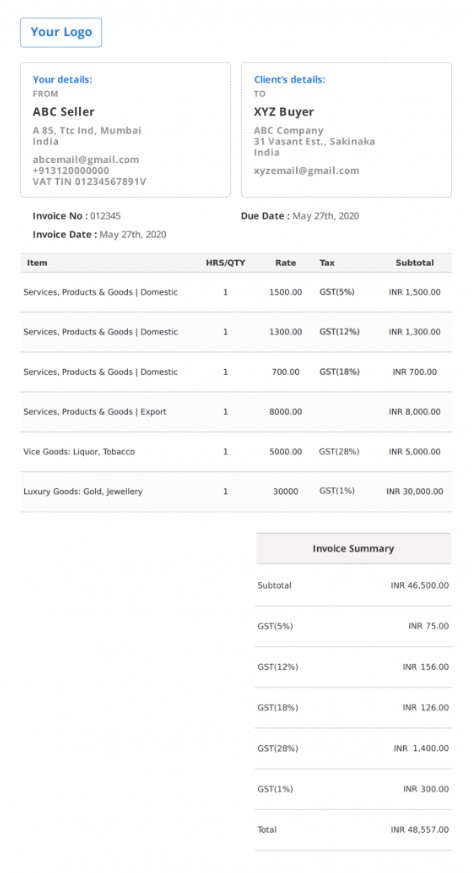 Your Logo
Your details:
FROM
ABC Seller
A 85, Ttc Ind, Mumbai
India
abcemail@gmail.com
+913120000000
VAT TIN 01234567891V
Client's details:
TO
XYZ Buyer
ABC Company
31 Vasant Est., Sakinaka
India
xyzemail@gmail.com
Invoice No : 012345
Due Date : May 27th, 2020
Invoice Date : May 27th, 2020
Item HRS/QTY Rate Tax Subtotal
Services, Products & Goods | Domestic 1 1500.00 GST(5%) INR 1,500.00
Services, Products & Goods | Domestic 1 1300.00 GST(12%) INR 1,300.00
Services, Products & Goods | Domestic 1 700.00 GST(18%) INR 700.00
Services, Products & Goods | Export 1 8000.00 INR 8,000.00
Vice Goods: Liquor, Tobacco 1 5000.00 GST(28%) INR 5,000.00
Luxury Goods: Gold, Jewellery 1 30000 GST(1%) INR 30,000.00
Invoice Summary
Subtotal INR 46,500.00
GST(5%) INR 75.00
GST(12%) INR 156.00
GST(18%) INR 126.00
GST(28%) INR 1,400.00
GST(1%) INR 300.00
Total INR 48,557.00